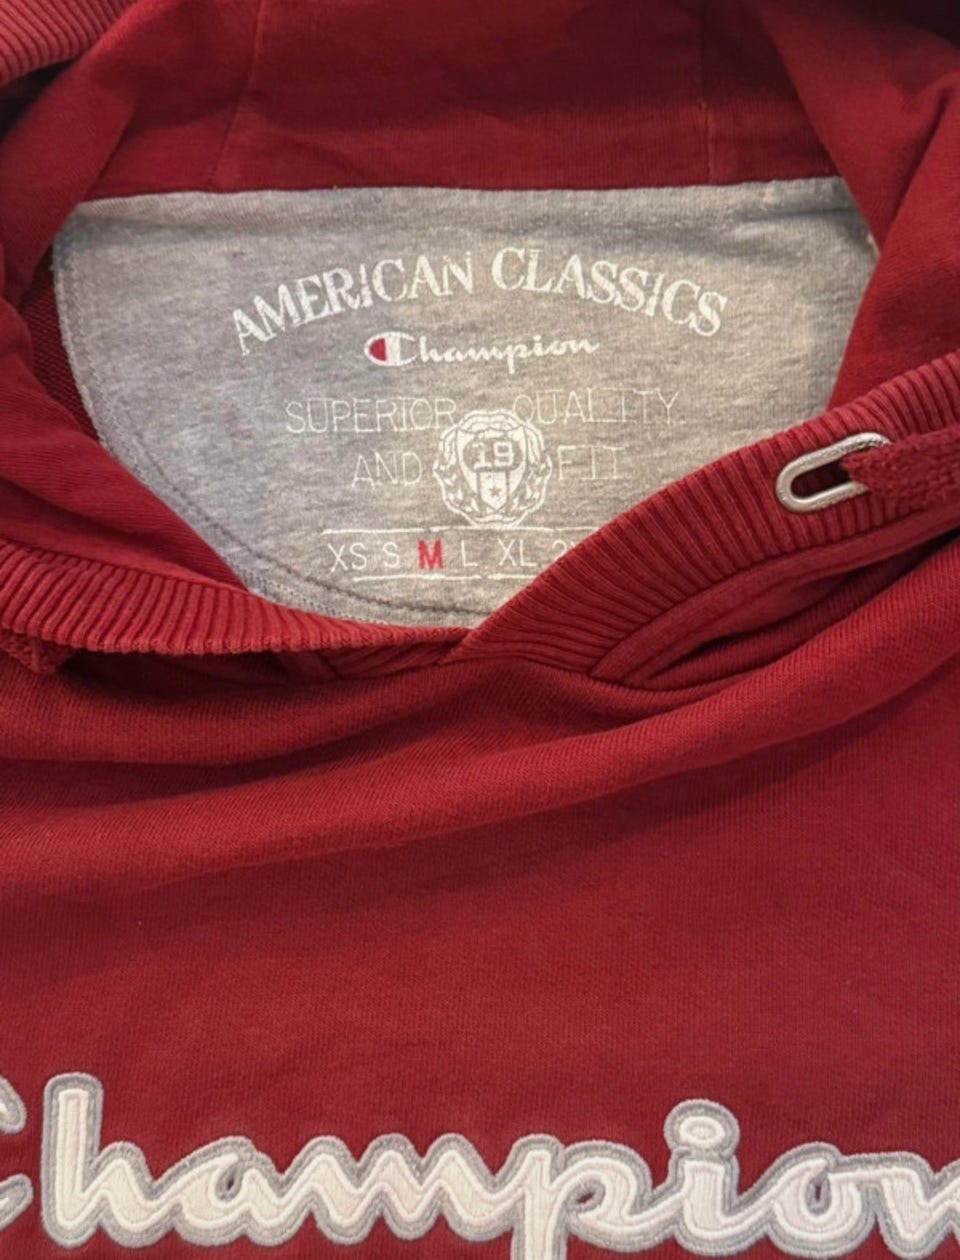 AMERICAN CLASSICS
Champion
SUPERIOR QUALITY
AND 19 FIT
XS S M L XL
Champion